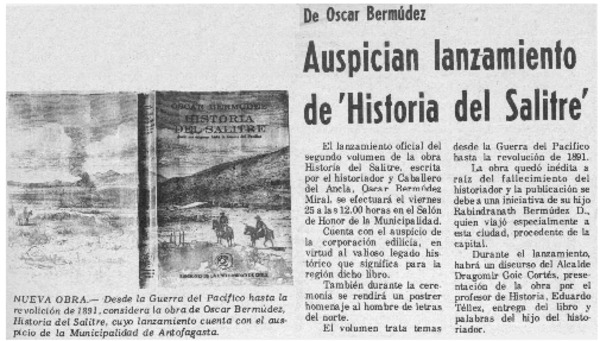 De Oscar Bermúdez
Auspician lanzamiento
de 'Historia del Salitre'
OSCAR BERMUDEZ
HISTORIA
DEL SALITRE
NUEVA OBRA.— Desde la Guerra del Pacífico hasta la
revolición de 1891, considera la obra de Oscar Bermúdez,
Historia del Salitre, cuyo lanzamiento cuenta con el aus-
picio de la Municipalidad de Antofagasta.
El lanzamiento oficial del
segundo volumen de la obra
Historia del Salitre, escrita
por el historiador y Caballero
del Ancla, Oscar Bermúdez
Miral, se efectuará el viernes
25 a las 12.00 horas en el Salón
de Honor de la Municipalidad.
Cuenta con el auspicio de
la corporación edilicia, en
virtud al valioso legado his-
tórico que significa para la
región dicho libro.
También durante la cere-
monia se rendirá un postrer
homenaje al hombre de letras
del norte.
El volumen trata temas
desde la Guerra del Pacífico
hasta la revolución de 1891.
La obra quedó inédita a
raíz del fallecimiento del
historiador y la publicación se
debe a una iniciativa de su hijo
Rabindranath Bermúdez D.,
quien viajó especialmente a
esta ciudad, procedente de la
capital.
Durante el lanzamiento,
habrá un discurso del Alcalde
Dragomir Goic Cortés, presen-
tación de la obra por el
profesor de Historia, Eduardo
Téllez, entrega del libro y
palabras del hijo del histo-
riador.